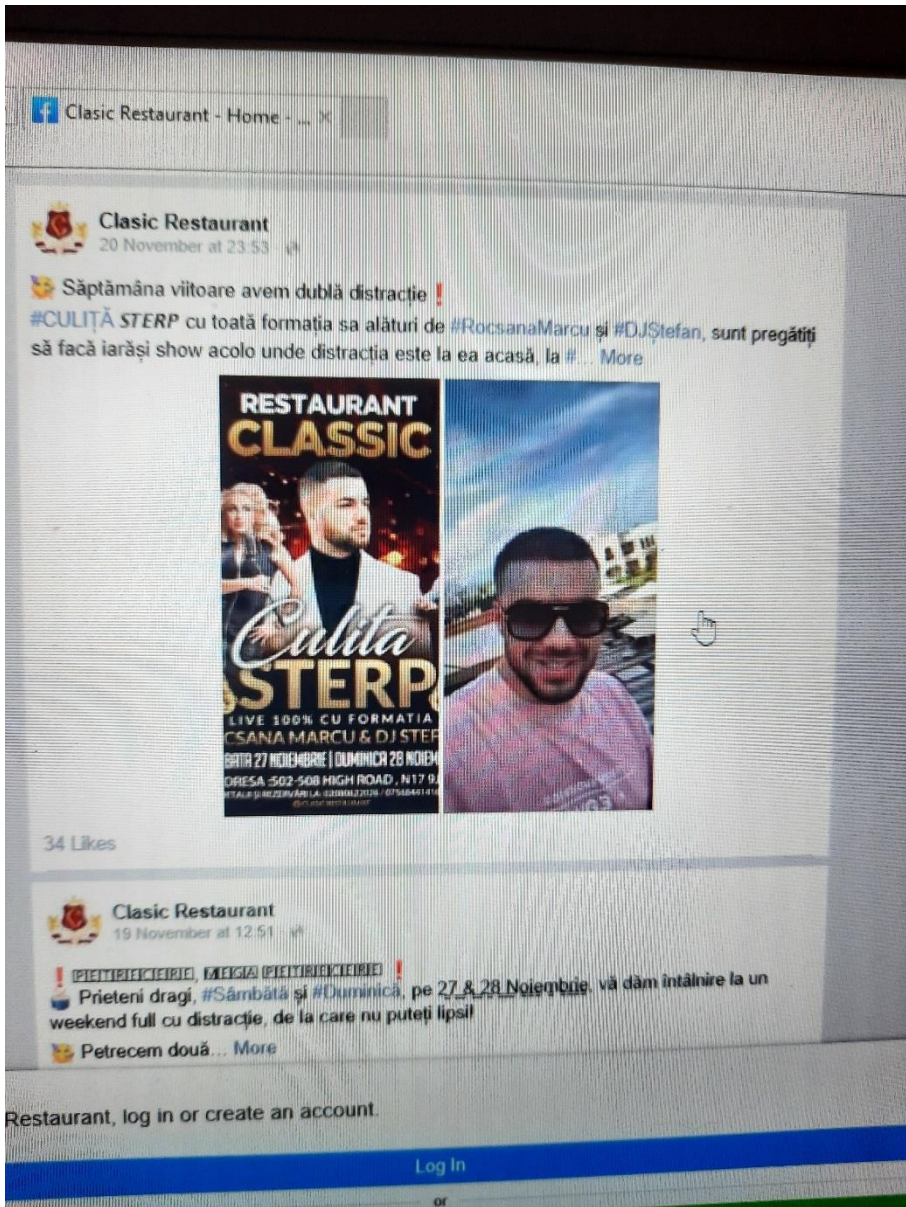 Clasic Restaurant - Home - ...
Clasic Restaurant
20 November at 23:53
Săptămâna viitoare avem dublă distracție❗
#CULIȚĂ STERP cu toată formația sa alături de #RocsanaMarcu și #DJȘtefan, sunt pregătiți
să facă iarăși show acolo unde distracția este la ea acasă, la #... More
RESTAURANT
CLASSIC
Culita
STERP
LIVE 100% CU FORMATIA
CSANA MARCU & DJ STEF
BATA 27 NOIEMBRIE | DUMINICA 28 NOIEM
DRESA :502-508 HIGH ROAD, N17 9
34 Likes
Clasic Restaurant
19 November at 12:51
❗ PETRECERE, MEGA PETRECERE ❗
Prieteni dragi, #Sâmbătă și #Duminică, pe 27 & 28 Noiembrie, vă dăm întâlnire la un
weekend full cu distracție, de la care nu puteți lipsi!
Petrecem două... More
Restaurant, log in or create an account.
Log In
or